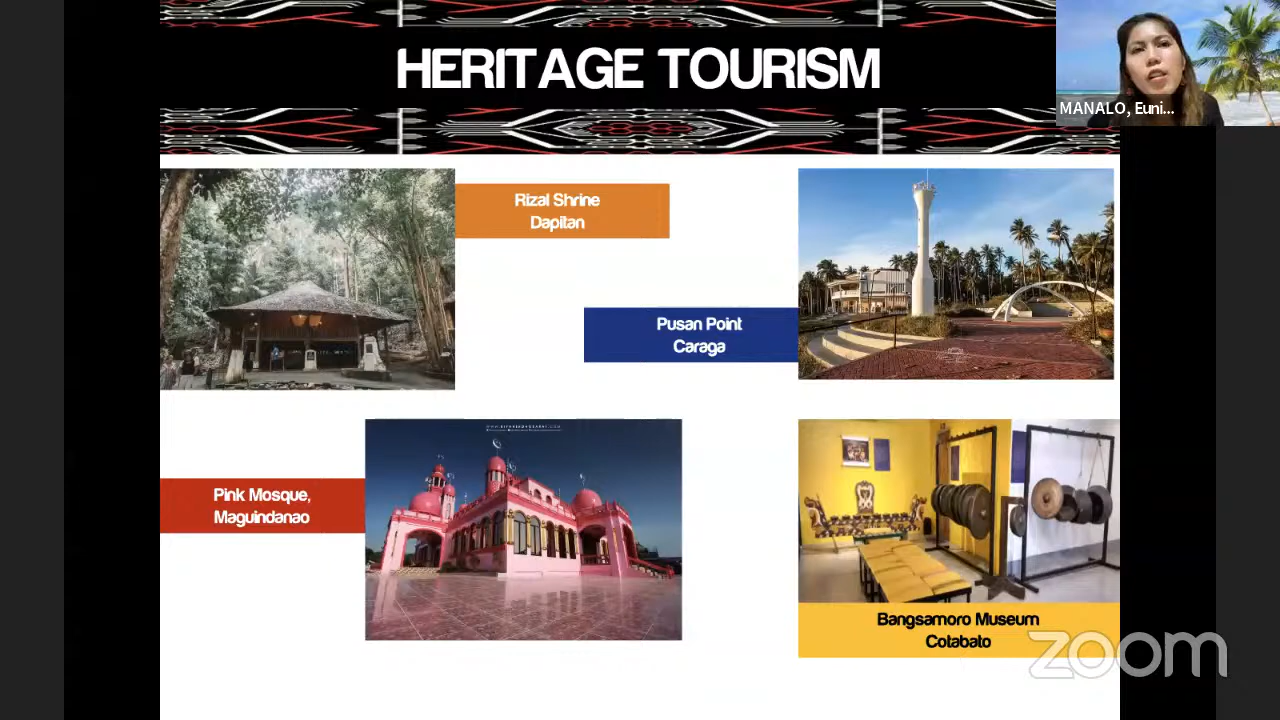 HERITAGE TOURISM
MANALO, Euni...
Rizal Shrine
Dapitan
Pusan Point
Caraga
Pink Mosque,
Maguindanao
Bangsamoro Museum
Cotabato
zoom